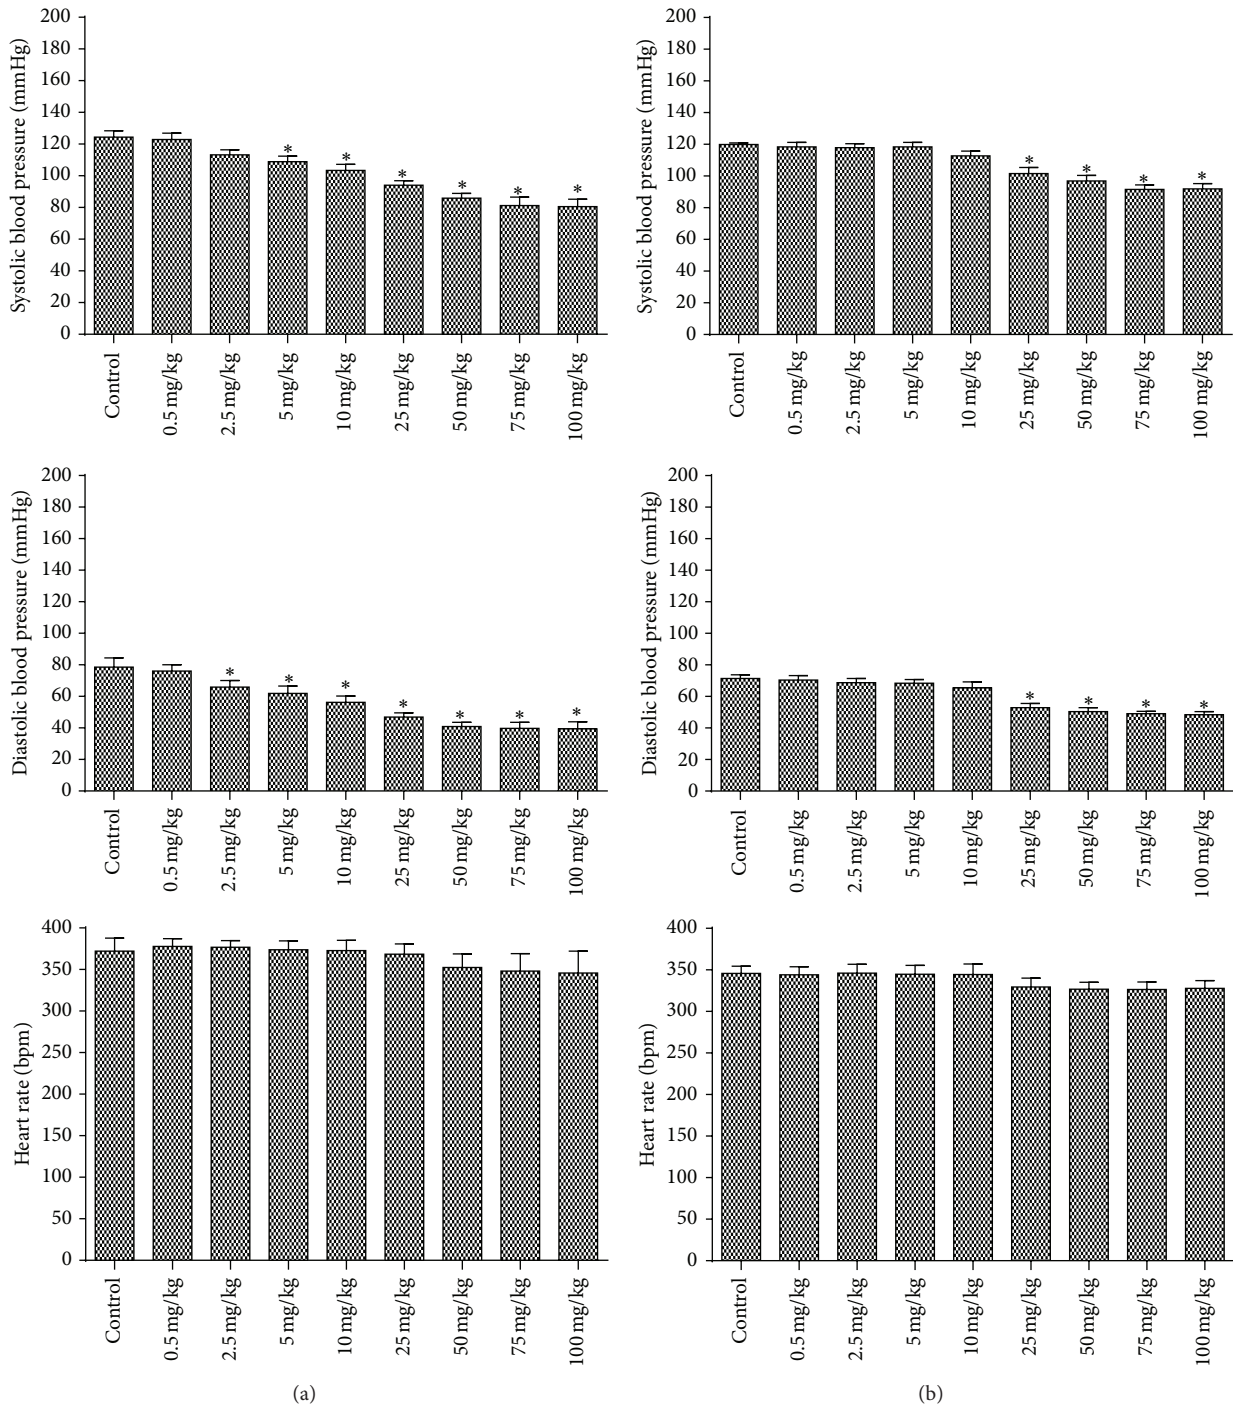 200
180
160
140
120
100
80
60
40
20
0
Systolic blood pressure (mmHg)
* * * * * *
Control
0.5 mg/kg
2.5 mg/kg
5 mg/kg
10 mg/kg
25 mg/kg
50 mg/kg
75 mg/kg
100 mg/kg
200
180
160
140
120
100
80
60
40
20
0
Systolic blood pressure (mmHg)
* * * *
Control
0.5 mg/kg
2.5 mg/kg
5 mg/kg
10 mg/kg
25 mg/kg
50 mg/kg
75 mg/kg
100 mg/kg
200
180
160
140
120
100
80
60
40
20
0
Diastolic blood pressure (mmHg)
* * * * * * *
Control
0.5 mg/kg
2.5 mg/kg
5 mg/kg
10 mg/kg
25 mg/kg
50 mg/kg
75 mg/kg
100 mg/kg
200
180
160
140
120
100
80
60
40
20
0
Diastolic blood pressure (mmHg)
* * * *
Control
0.5 mg/kg
2.5 mg/kg
5 mg/kg
10 mg/kg
25 mg/kg
50 mg/kg
75 mg/kg
100 mg/kg
400
350
300
250
200
150
100
50
0
Heart rate (bpm)
Control
0.5 mg/kg
2.5 mg/kg
5 mg/kg
10 mg/kg
25 mg/kg
50 mg/kg
75 mg/kg
100 mg/kg
(a)
400
350
300
250
200
150
100
50
0
Heart rate (bpm)
Control
0.5 mg/kg
2.5 mg/kg
5 mg/kg
10 mg/kg
25 mg/kg
50 mg/kg
75 mg/kg
100 mg/kg
(b)